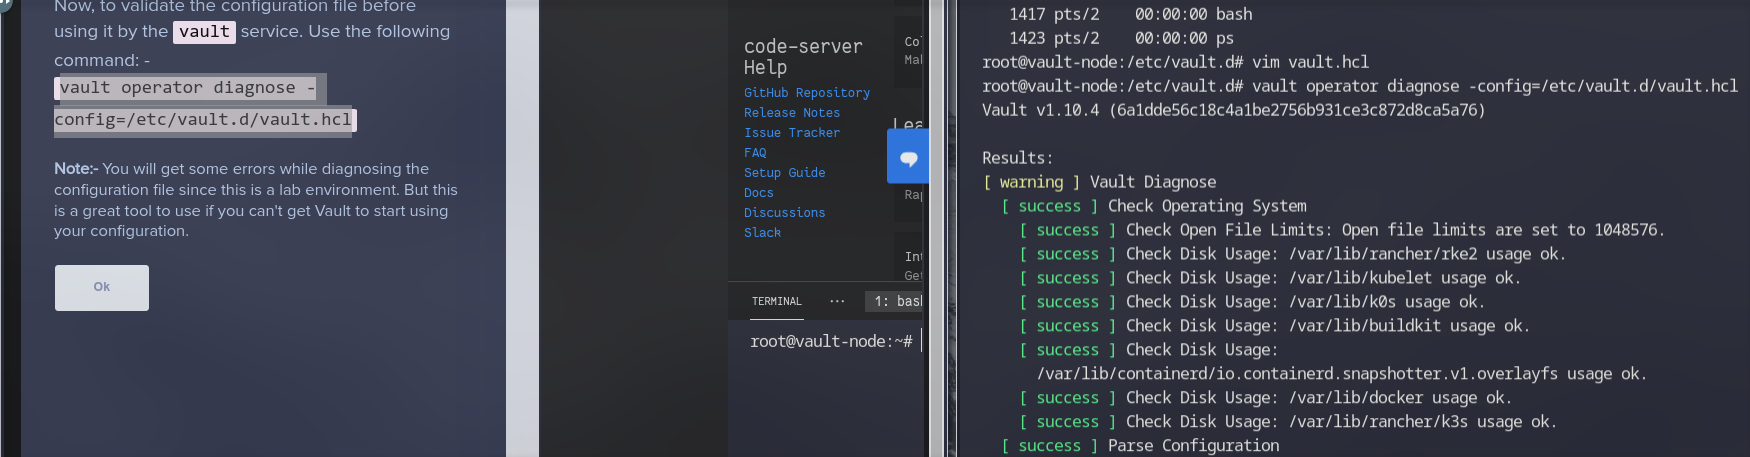 Now, to validate the configuration file before
using it by the vault service. Use the following
command: -
vault operator diagnose -
config=/etc/vault.d/vault.hcl
Note:- You will get some errors while diagnosing the
configuration file since this is a lab environment. But this
is a great tool to use if you can't get Vault to start using
your configuration.
Ok
code-server
Help
GitHub Repository
Release Notes
Issue Tracker
FAQ
Setup Guide
Docs
Discussions
Slack
Co
Mak
Lea
Rap
Int
Get
TERMINAL ··· 1: bash
root@vault-node:~#
1417 pts/2 00:00:00 bash
1423 pts/2 00:00:00 ps
root@vault-node:/etc/vault.d# vim vault.hcl
root@vault-node:/etc/vault.d# vault operator diagnose -config=/etc/vault.d/vault.hcl
Vault v1.10.4 (6a1dde56c18c4a1be2756b931ce3c872d8ca5a76)
Results:
[ warning ] Vault Diagnose
[ success ] Check Operating System
[ success ] Check Open File Limits: Open file limits are set to 1048576.
[ success ] Check Disk Usage: /var/lib/rancher/rke2 usage ok.
[ success ] Check Disk Usage: /var/lib/kubelet usage ok.
[ success ] Check Disk Usage: /var/lib/k0s usage ok.
[ success ] Check Disk Usage: /var/lib/buildkit usage ok.
[ success ] Check Disk Usage:
/var/lib/containerd/io.containerd.snapshotter.v1.overlayfs usage ok.
[ success ] Check Disk Usage: /var/lib/docker usage ok.
[ success ] Check Disk Usage: /var/lib/rancher/k3s usage ok.
[ success ] Parse Configuration